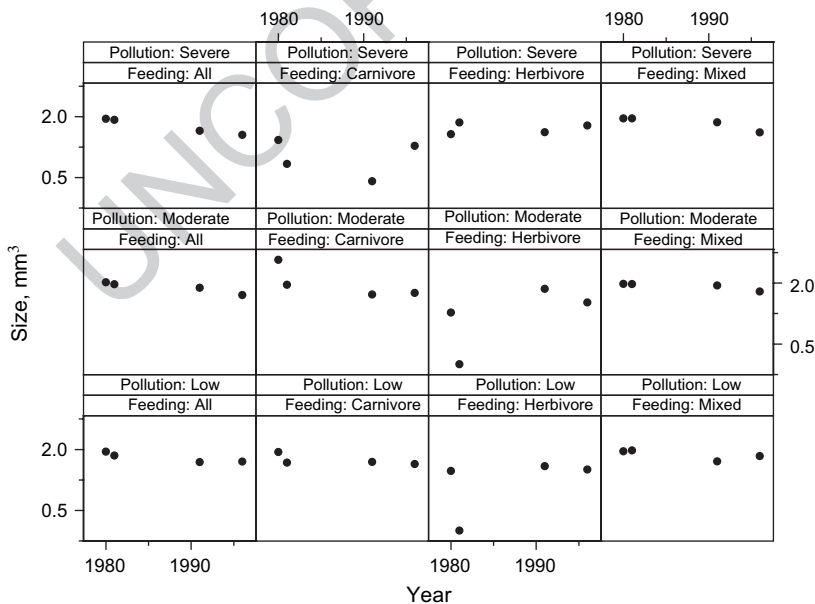 1980 1990 1980 1990
Pollution: Severe Pollution: Severe Pollution: Severe Pollution: Severe
Feeding: All Feeding: Carnivore Feeding: Herbivore Feeding: Mixed
2.0
0.5
Pollution: Moderate Pollution: Moderate Pollution: Moderate Pollution: Moderate
Feeding: All Feeding: Carnivore Feeding: Herbivore Feeding: Mixed
2.0
0.5
Size, mm³
Pollution: Low Pollution: Low Pollution: Low Pollution: Low
Feeding: All Feeding: Carnivore Feeding: Herbivore Feeding: Mixed
2.0
0.5
1980 1990 1980 1990
Year
UNCOR